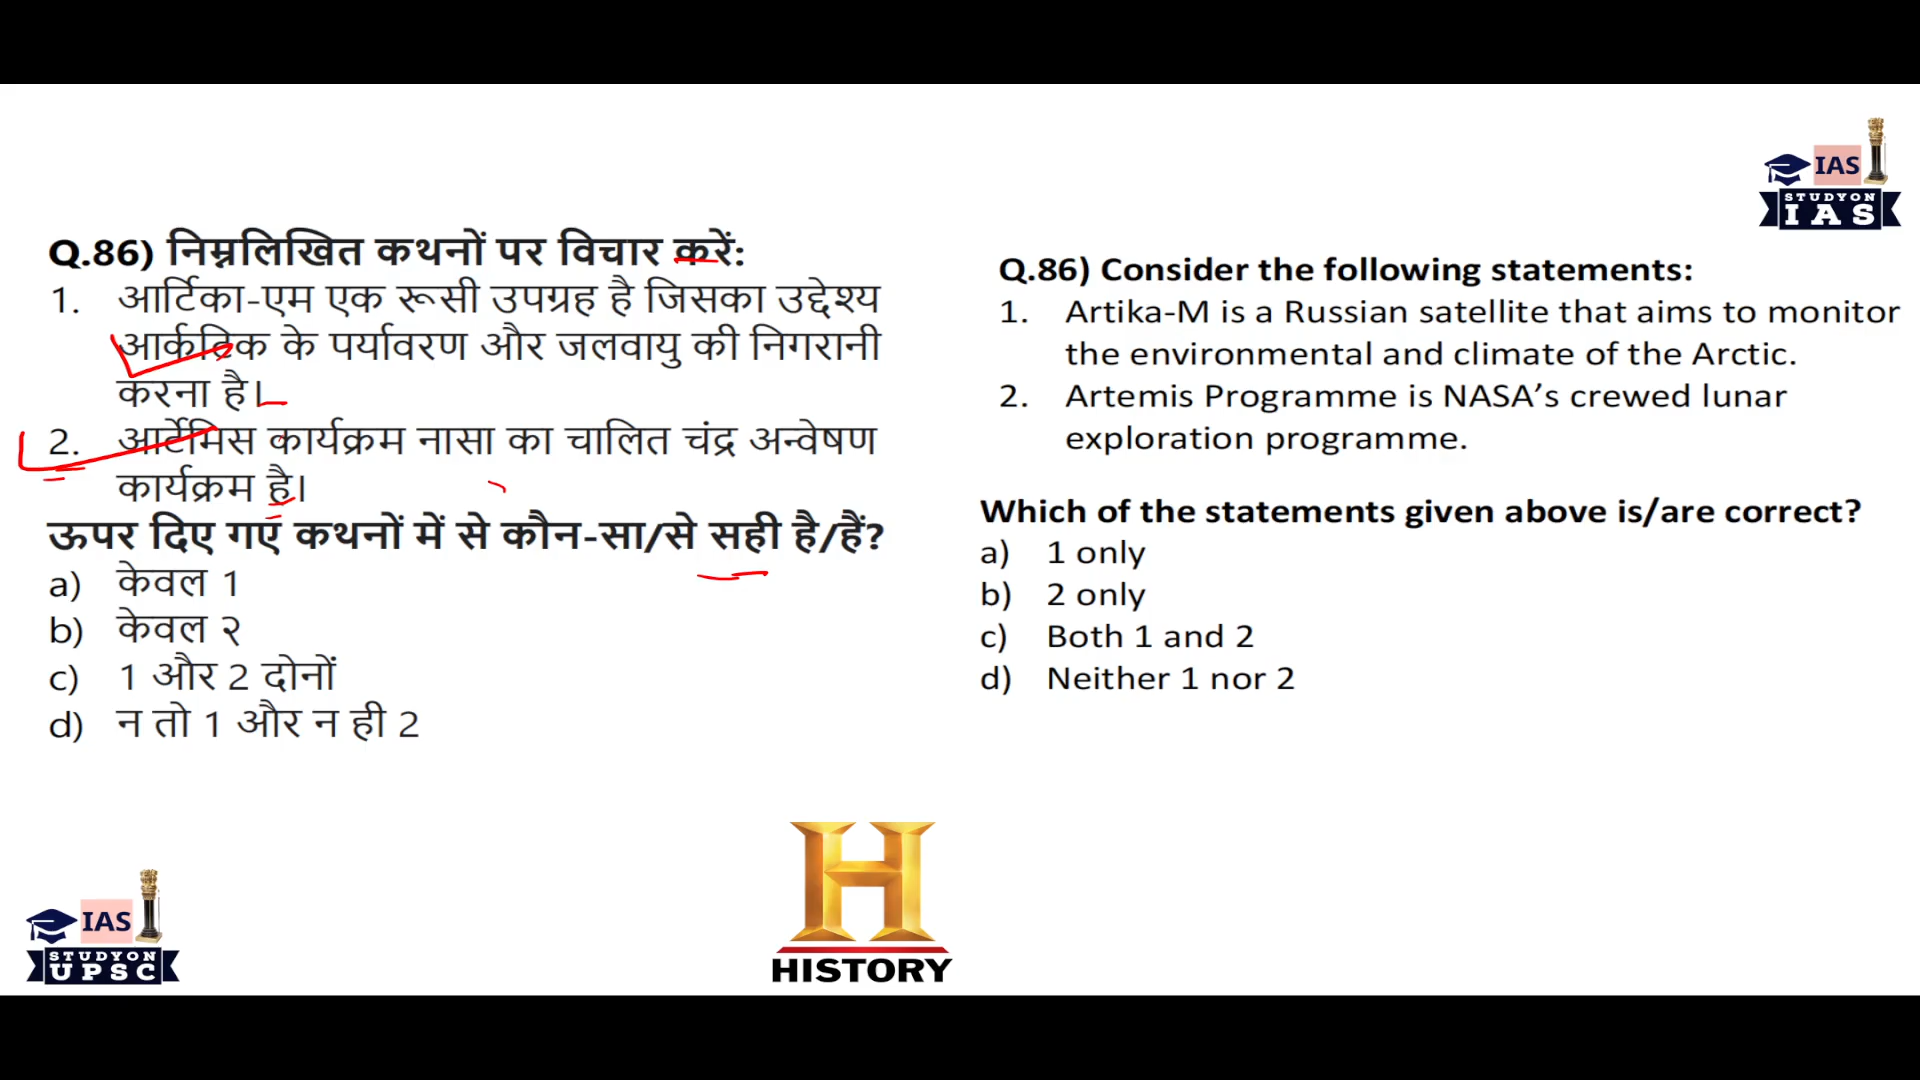 IAS
STUDYON
IAS
Q.86) निम्नलिखित कथनों पर विचार करें:
1. आर्टिका-एम एक रूसी उपग्रह है जिसका उद्देश्य
आर्कटिक के पर्यावरण और जलवायु की निगरानी
करना है।
2. आर्टेमिस कार्यक्रम नासा का चालित चंद्र अन्वेषण
कार्यक्रम है।
ऊपर दिए गए कथनों में से कौन-सा/से सही है/हैं?
a) केवल 1
b) केवल २
c) 1 और 2 दोनों
d) न तो 1 और न ही 2
Q.86) Consider the following statements:
1. Artika-M is a Russian satellite that aims to monitor
the environmental and climate of the Arctic.
2. Artemis Programme is NASA’s crewed lunar
exploration programme.
Which of the statements given above is/are correct?
a) 1 only
b) 2 only
c) Both 1 and 2
d) Neither 1 nor 2
IAS
STUDYON
UPSC
H
HISTORY